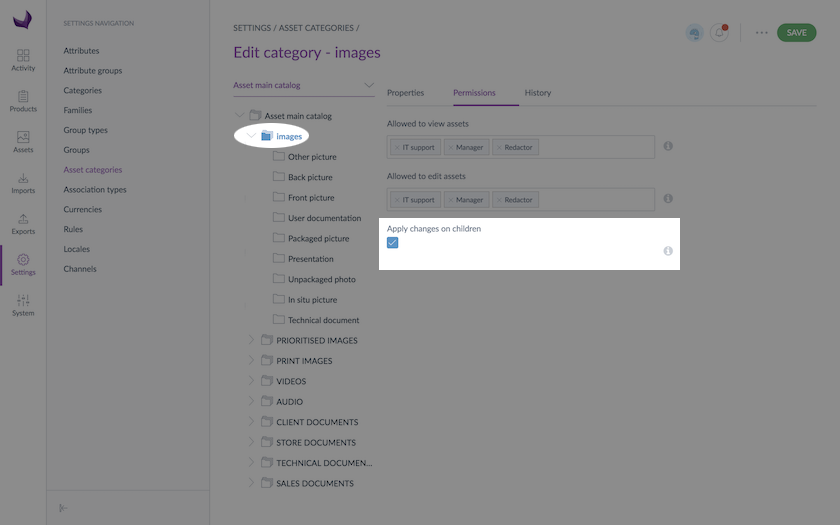 SETTINGS NAVIGATION
Activity
Products
Assets
Imports
Exports
Settings
System
Attributes
Attribute groups
Categories
Families
Group types
Groups
Asset categories
Association types
Currencies
Rules
Locales
Channels
SETTINGS / ASSET CATEGORIES /
Edit category - images
SAVE
Asset main catalog
Asset main catalog
images
Other picture
Back picture
Front picture
User documentation
Packaged picture
Presentation
Unpackaged photo
In situ picture
Technical document
PRIORITISED IMAGES
PRINT IMAGES
VIDEOS
AUDIO
CLIENT DOCUMENTS
STORE DOCUMENTS
TECHNICAL DOCUMEN...
SALES DOCUMENTS
Properties Permissions History
Allowed to view assets
× IT support × Manager × Redactor
Allowed to edit assets
× IT support × Manager × Redactor
Apply changes on children